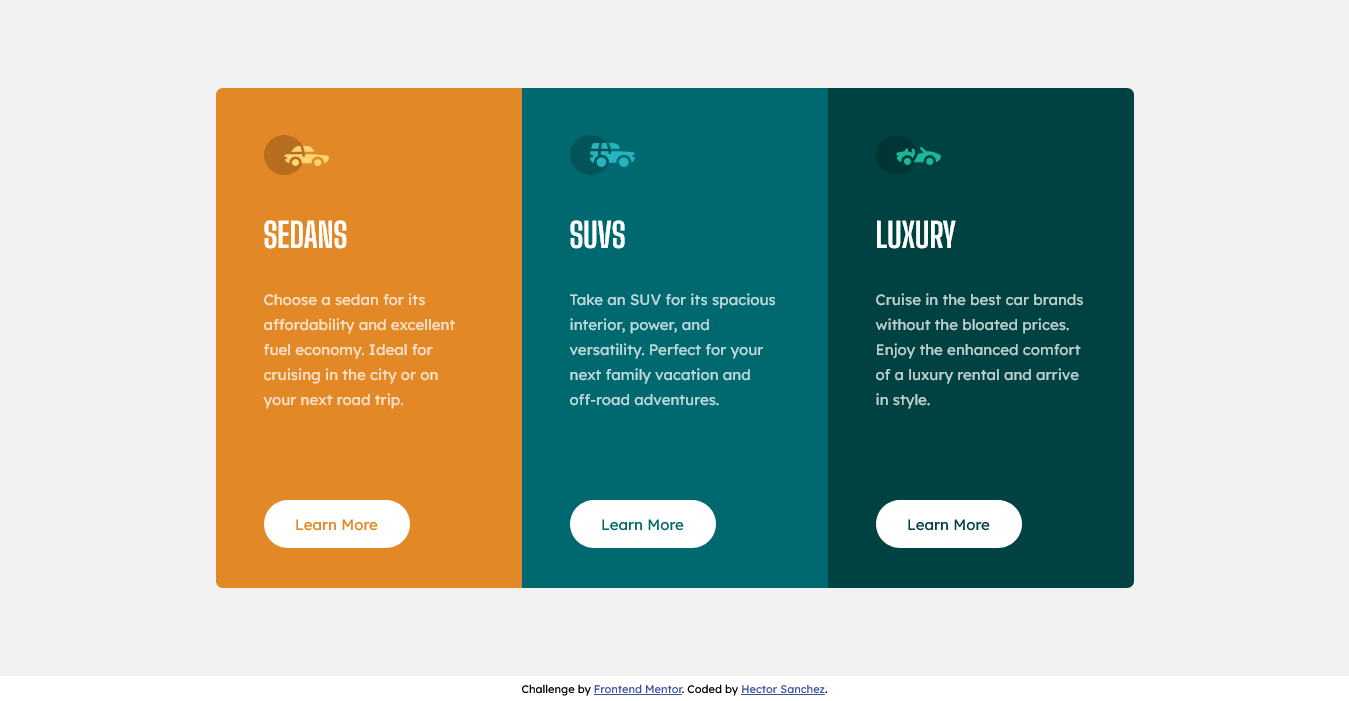 SEDANS
Choose a sedan for its
affordability and excellent
fuel economy. Ideal for
cruising in the city or on
your next road trip.
Learn More
SUVS
Take an SUV for its spacious
interior, power, and
versatility. Perfect for your
next family vacation and
off-road adventures.
Learn More
LUXURY
Cruise in the best car brands
without the bloated prices.
Enjoy the enhanced comfort
of a luxury rental and arrive
in style.
Learn More
Challenge by Frontend Mentor. Coded by Hector Sanchez.